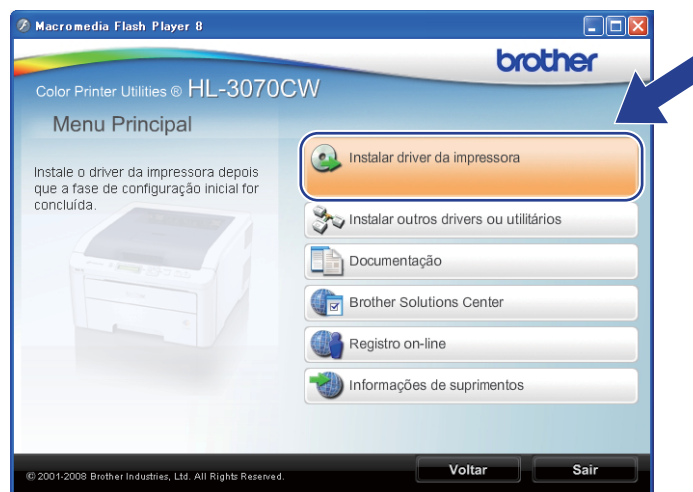 Macromedia Flash Player 8
brother
Color Printer Utilities ® HL-3070CW
Menu Principal
Instale o driver da impressora depois
que a fase de configuração inicial for
concluída.
Instalar driver da impressora
Instalar outros drivers ou utilitários
Documentação
Brother Solutions Center
Registro on-line
Informações de suprimentos
Voltar
Sair
© 2001-2008 Brother Industries, Ltd. All Rights Reserved.